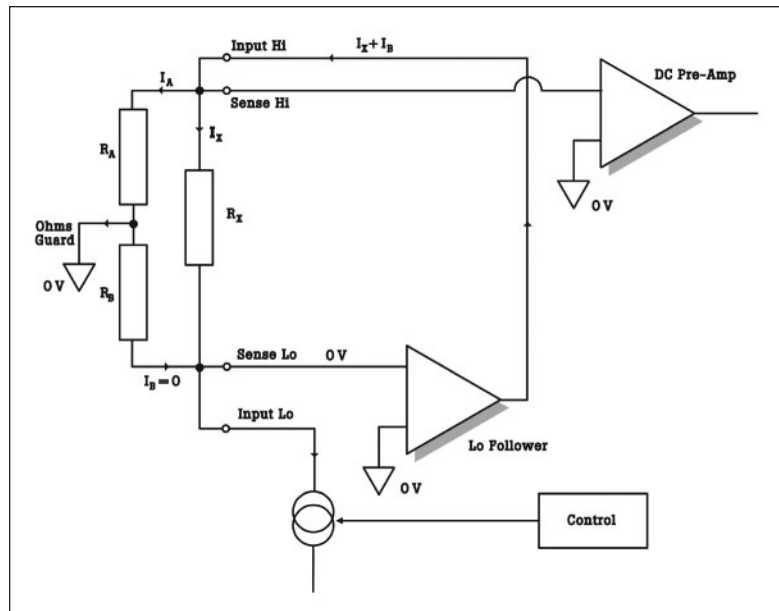 Input Hi
I_X + I_B
DC Pre-Amp
I_A
Sense Hi
I_X
R_A
R_X
0 V
Ohms
Guard
0 V
R_B
Sense Lo
0 V
I_B = 0
Input Lo
Lo Follower
0 V
Control